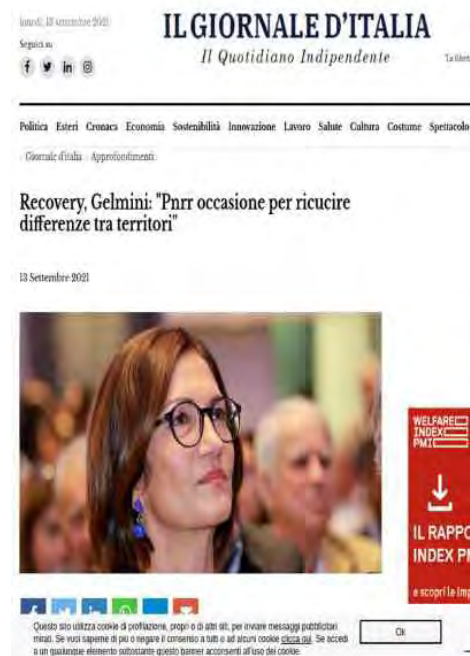 lunedì, 13 settembre 2021
Seguici su
IL GIORNALE D'ITALIA
Il Quotidiano Indipendente
Politica Esteri Cronaca Economia Sostenibilità Innovazione Lavoro Salute Cultura Costume Spettacolo
Giornale d'italia Approfondimenti
Recovery, Gelmini: "Pnrr occasione per ricucire
differenze tra territori"
13 Settembre 2021
WELFARE
INDEX
PMI
IL RAPPO
INDEX PM
e scopri le Imp
Questo sito utilizza cookie di profilazione, propri o di altri siti, per inviare messaggi pubblicitari
mirati. Se vuoi saperne di più o negare il consenso a tutti o ad alcuni cookie clicca qui. Se accedi
a un qualunque elemento sottostante questo banner acconsenti all'uso dei cookie.
Ok